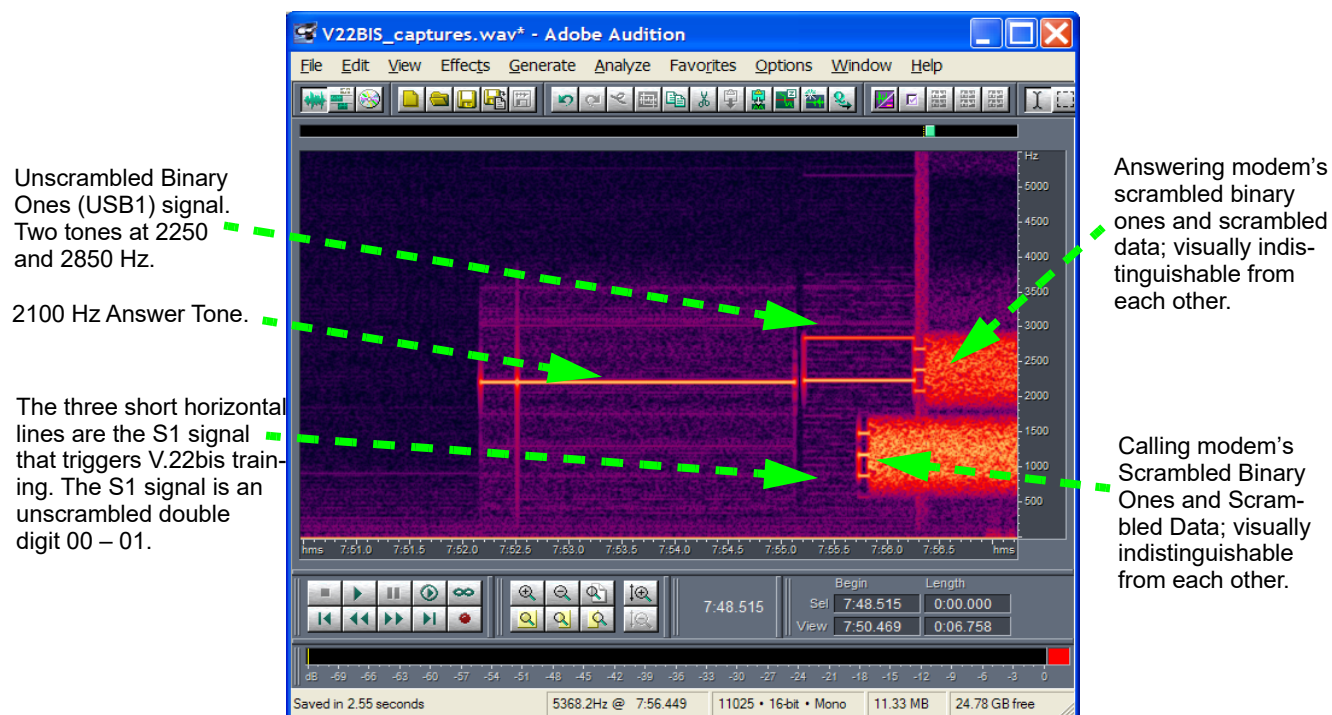 V22BIS_captures.wav* - Adobe Audition
File Edit View Effects Generate Analyze Favorites Options Window Help
Unscrambled Binary
Ones (USB1) signal.
Two tones at 2250
and 2850 Hz.
2100 Hz Answer Tone.
The three short horizontal
lines are the S1 signal
that triggers V.22bis train-
ing. The S1 signal is an
unscrambled double
digit 00 – 01.
Hz
5000
4500
4000
3500
3000
2500
2000
1500
1000
500
hms 7:51.0 7:51.5 7:52.0 7:52.5 7:53.0 7:53.5 7:54.0 7:54.5 7:55.0 7:55.5 7:56.0 7:56.5 hms
Answering modem’s
scrambled binary
ones and scrambled
data; visually indis-
tinguishable from
each other.
Calling modem’s
Scrambled Binary
Ones and Scram-
bled Data; visually
indistinguishable
from each other.
7:48.515
Begin Length
Sel 7:48.515 0:00.000
View 7:50.469 0:06.758
dB -69 -66 -63 -60 -57 -54 -51 -48 -45 -42 -39 -36 -33 -30 -27 -24 -21 -18 -15 -12 -9 -6 -3 0
Saved in 2.55 seconds 5368.2Hz @ 7:56.449 11025 • 16-bit • Mono 11.33 MB 24.78 GB free